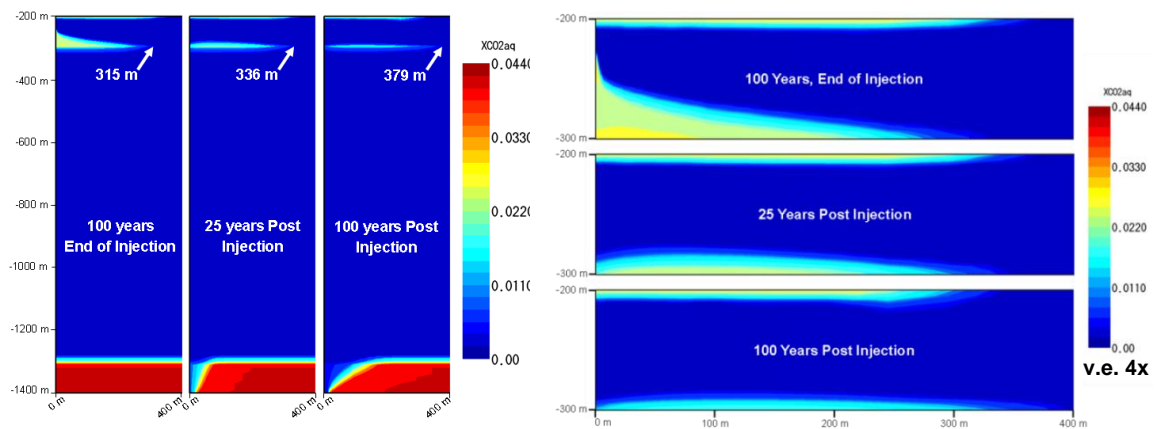 -200 m
-400 m
-600 m
-800 m
-1000 m
-1200 m
-1400 m
315 m
336 m
379 m
100 years
End of Injection
25 years Post
Injection
100 years Post
Injection
0 m
400 m
0 m
400 m
0 m
400 m
XCO2aq
0.0440
0.0330
0.0220
0.0110
0.00
-200 m
100 Years, End of Injection
-300 m
-200 m
25 Years Post Injection
-300 m
-200 m
100 Years Post Injection
-300 m
0 m
100 m
200 m
300 m
400 m
XCO2aq
0.0440
0.0330
0.0220
0.0110
0.00
v.e. 4x